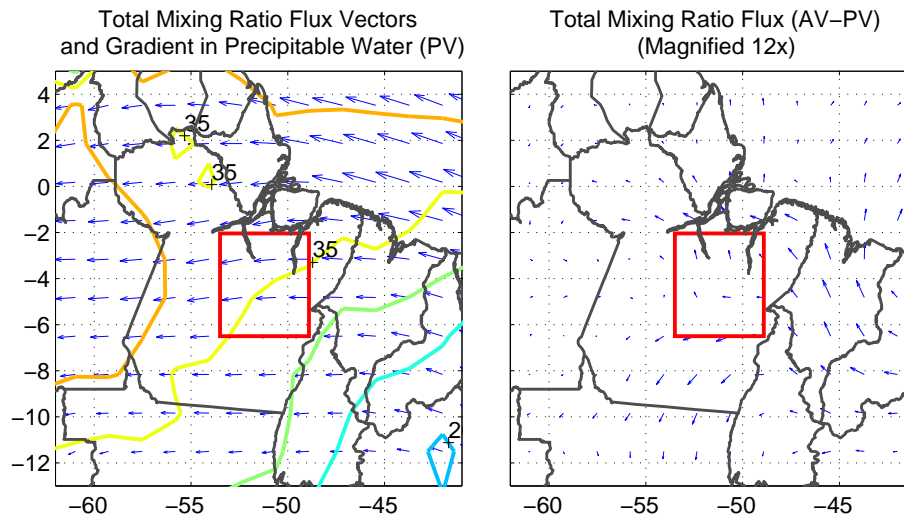 Total Mixing Ratio Flux Vectors
and Gradient in Precipitable Water (PV)
Total Mixing Ratio Flux (AV−PV)
(Magnified 12x)
4
2
0
−2
−4
−6
−8
−10
−12
35
35
35
2
−60 −55 −50 −45
−60 −55 −50 −45